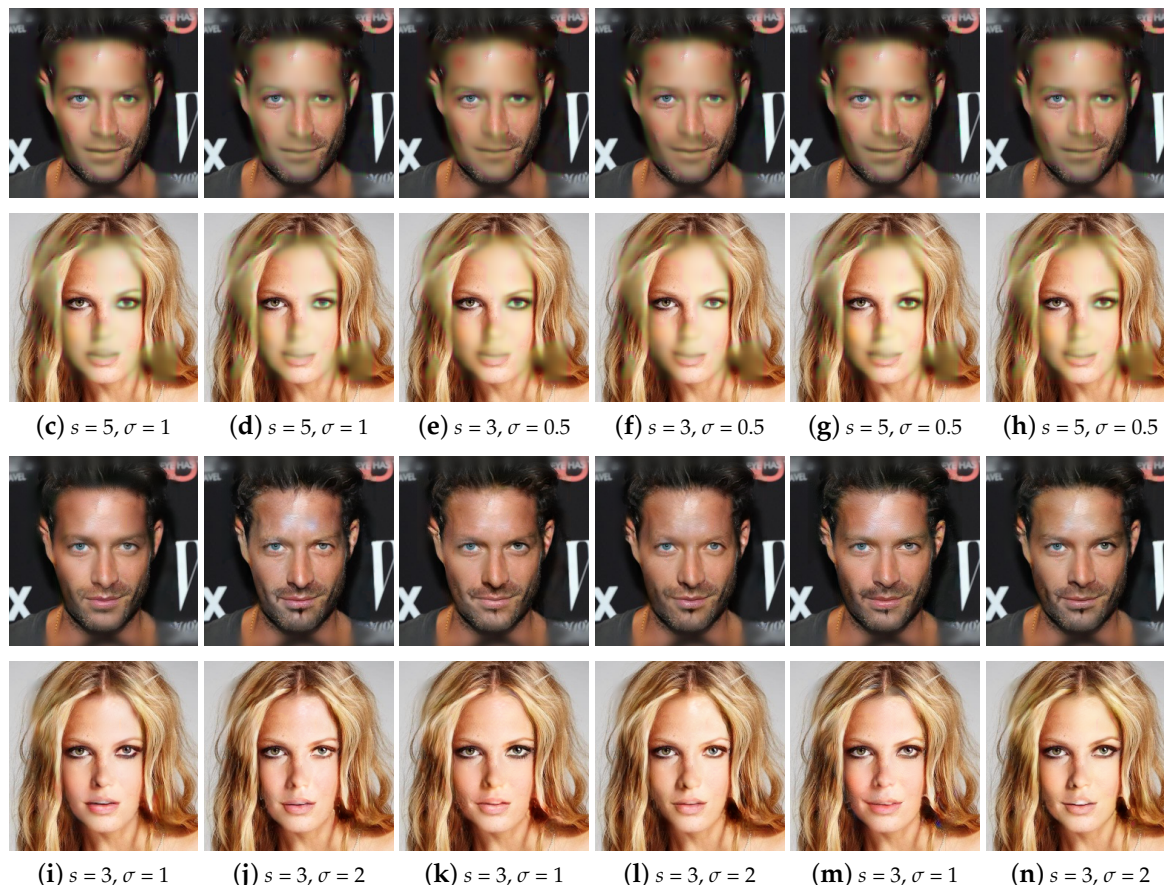 (c) s = 5, σ = 1
(d) s = 5, σ = 1
(e) s = 3, σ = 0.5
(f) s = 3, σ = 0.5
(g) s = 5, σ = 0.5
(h) s = 5, σ = 0.5
(i) s = 3, σ = 1
(j) s = 3, σ = 2
(k) s = 3, σ = 1
(l) s = 3, σ = 2
(m) s = 3, σ = 1
(n) s = 3, σ = 2